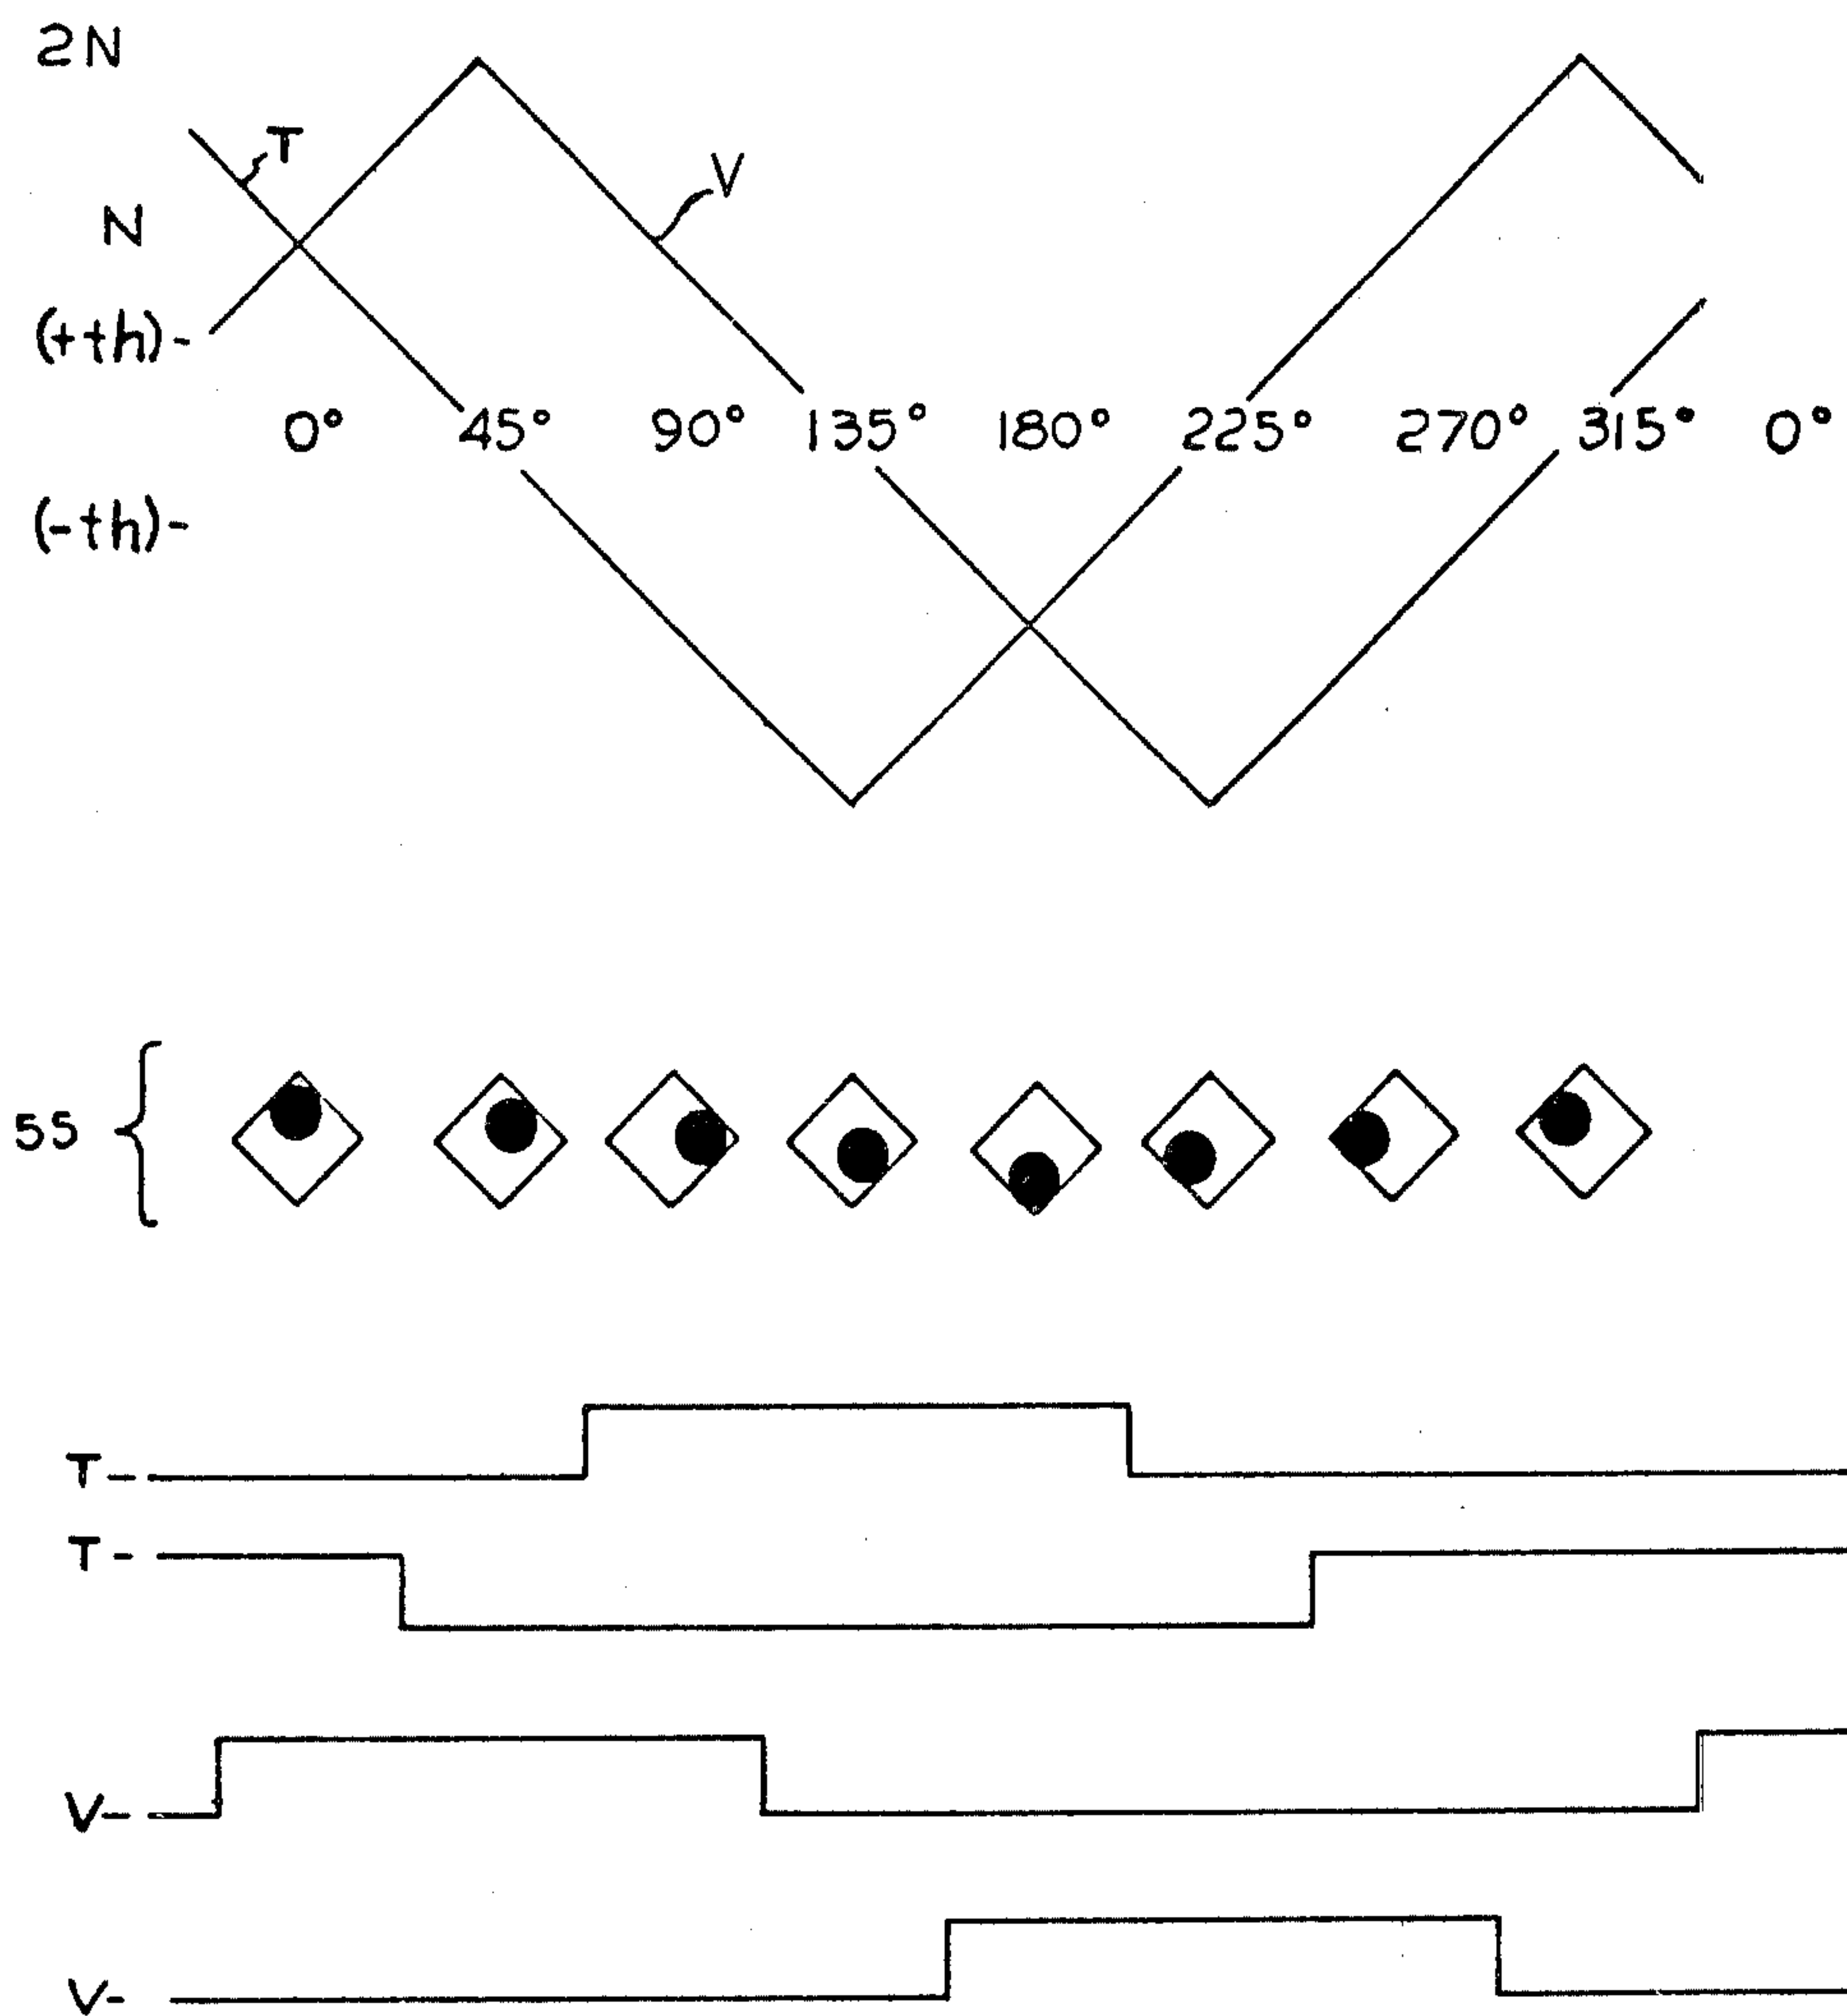 2N
T
V
N
(+th)-
0° 45° 90° 135° 180° 225° 270° 315° 0°
(-th)-
55
T-
T-
V-
V-